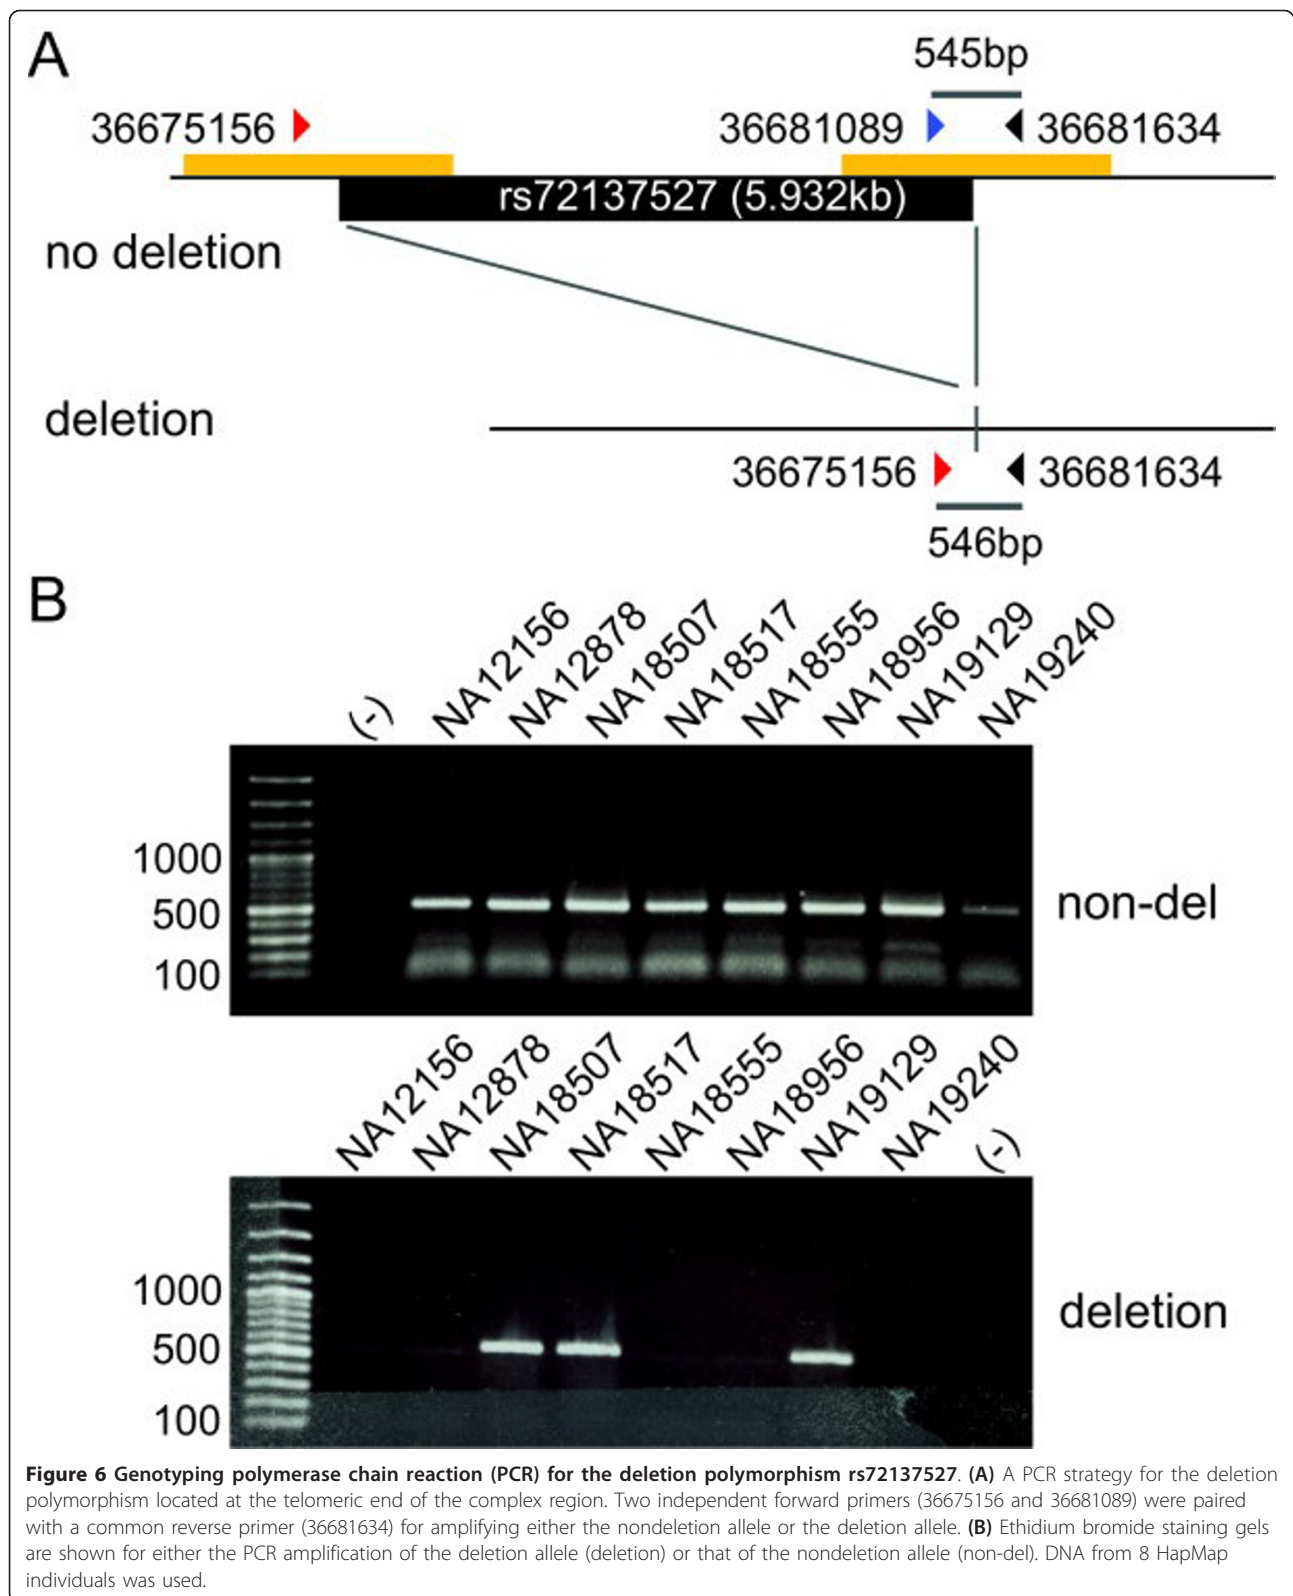 A
545bp
36675156
36681089
36681634
rs72137527 (5.932kb)
no deletion
deletion
36675156
36681634
546bp
B
(-)
NA12156
NA12878
NA18507
NA18517
NA18555
NA18956
NA19129
NA19240
1000
500
100
non-del
NA12156
NA12878
NA18507
NA18517
NA18555
NA18956
NA19129
NA19240
(-)
1000
500
100
deletion
Figure 6 Genotyping polymerase chain reaction (PCR) for the deletion polymorphism rs72137527. (A) A PCR strategy for the deletion
polymorphism located at the telomeric end of the complex region. Two independent forward primers (36675156 and 36681089) were paired
with a common reverse primer (36681634) for amplifying either the nondeletion allele or the deletion allele. (B) Ethidium bromide staining gels
are shown for either the PCR amplification of the deletion allele (deletion) or that of the nondeletion allele (non-del). DNA from 8 HapMap
individuals was used.